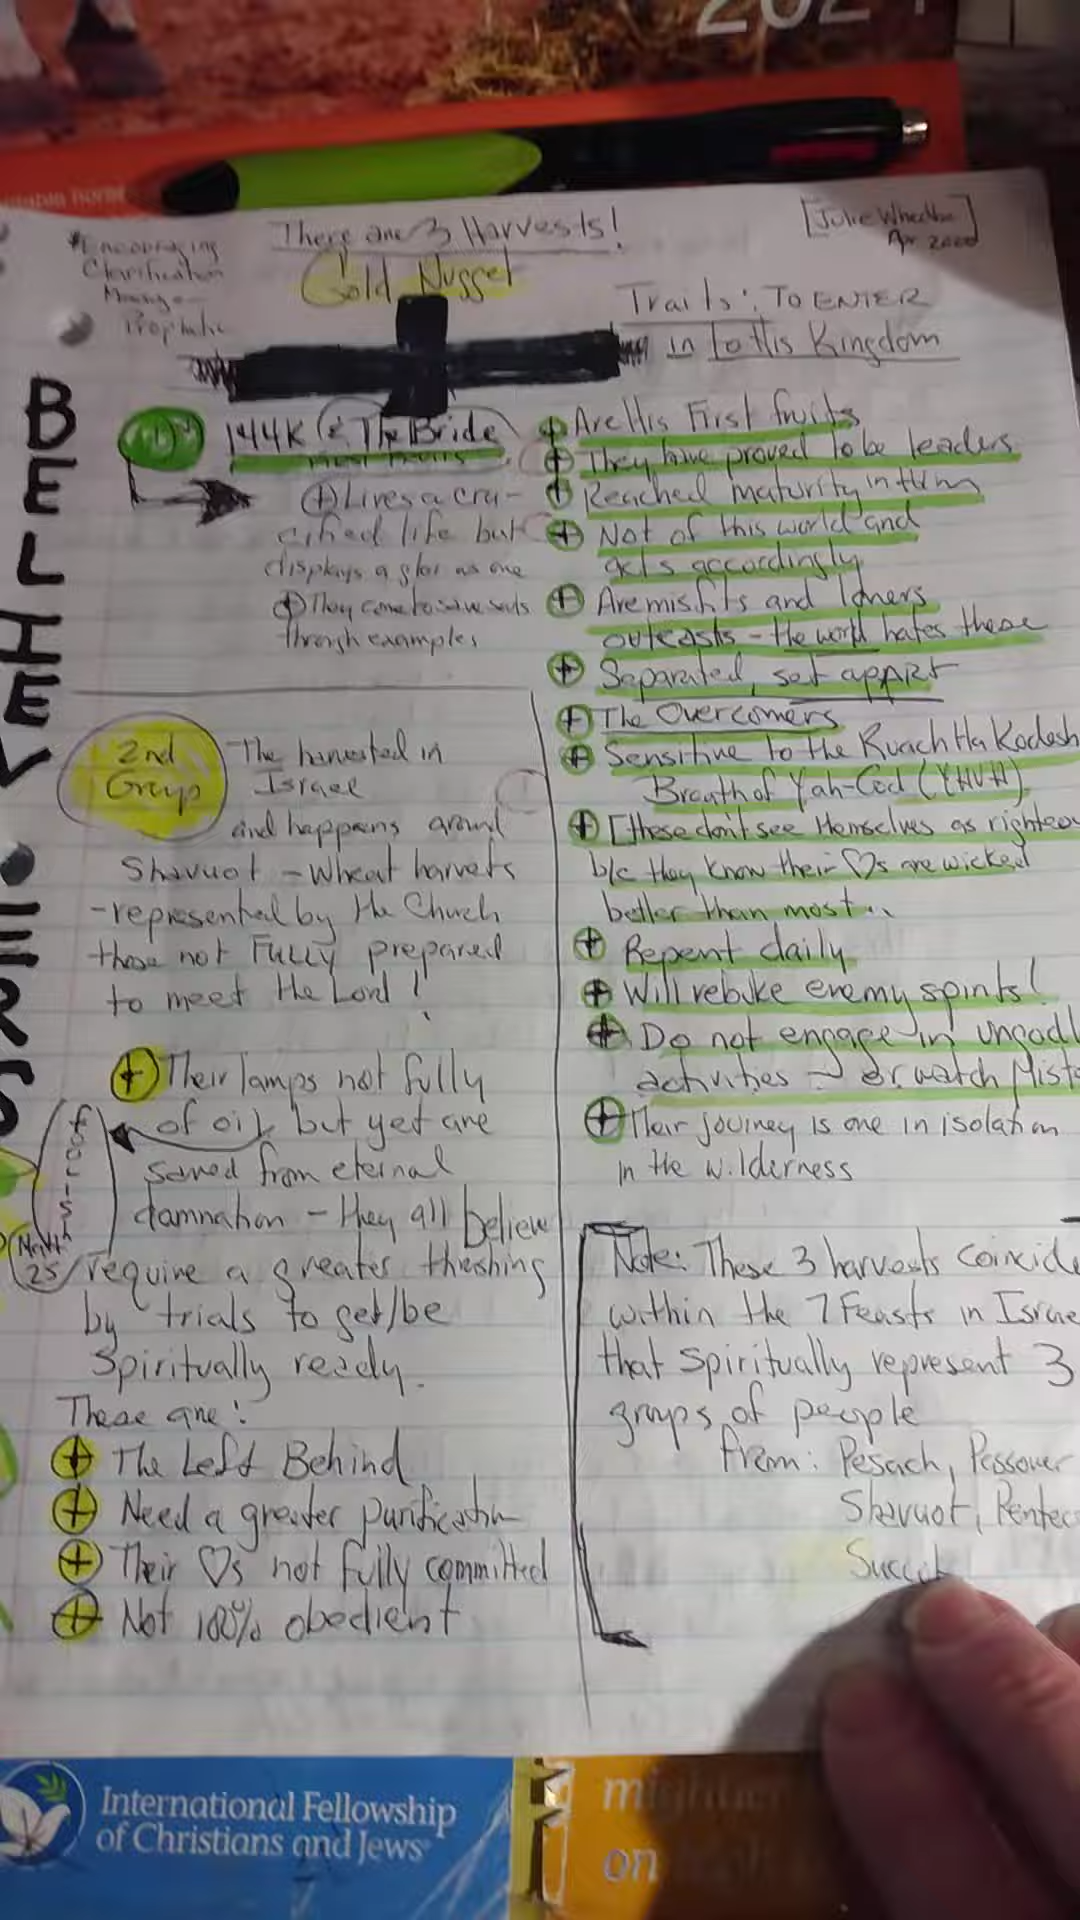 2021
There are 3 Harvests!
[Julie Whedbee
Apr 2020]
*Encouraging
Clarification
Prophetic
Gold Nugget
Traits: To ENTER
in to His Kingdom
BELIEVERS
1st
144K & The Bride
First Fruits
(+) Lives a cru-
cified life but
displays a glor as one
(+) They come to save souls
through examples
(+) Are His First fruits
(+) They have proved to be leaders
(+) Reached maturity in Him
(+) Not of this world and
acts accordingly
(+) Are misfits and loners
outcasts - the world hates these
(+) Separated, set appart
(+) The Overcomers
(+) Sensitive to the Ruach Ha Kodesh
Breath of Yah-God (YHVH)
(+) [these don't see themselves as righteou
b/c they know their ♡s are wicked
better than most..
(+) Repent daily
(+) Will rebuke enemy spirits!
(+) Do not engage in ungodl
activities - or watch
(+) Their journey is one in isolation
in the wilderness
2nd
Group
The harvested in
Israel
and happens around
Shavuot - Wheat harvets
- represented by the Church
those not FULLY prepared
to meet the Lord!
(+) Their lamps not fully
of oil, but yet are
saved from eternal
damnation - they all believe
foolish
Matt
25
require a greater threshing
by trials to get/be
Spiritually ready.
These are:
(+) The Left Behind
(+) Need a greater purification
(+) Their ♡s not fully committed
(+) Not 100% obedient
Note: These 3 harvests Coincide
within the 7 Feasts in Israe
that spiritually represent 3
groups of people
from: Pesach, Passover
Shavuot, Pentec
International Fellowship
of Christians and Jews
on